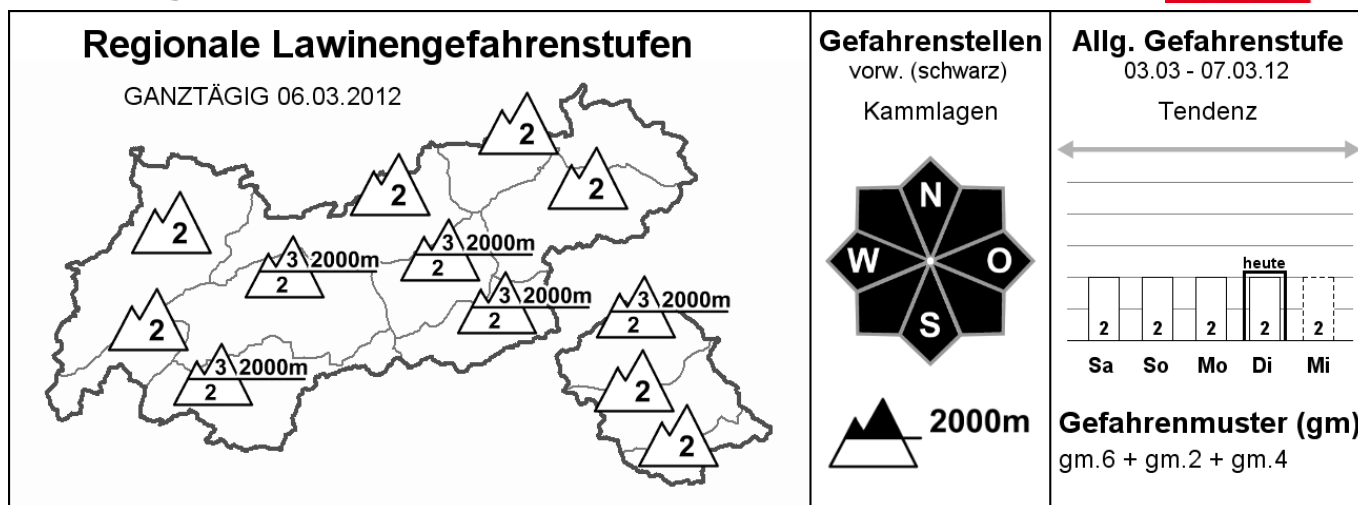 Regionale Lawinengefahrenstufen
GANZTÄGIG 06.03.2012
2
2
2
2
2
3 2000m
2
3 2000m
2
3 2000m
2
3 2000m
2
2
3 2000m
2
2
2
Gefahrenstellen
vorw. (schwarz)
Kammlagen
N
W
O
S
2000m
Allg. Gefahrenstufe
03.03 - 07.03.12
Tendenz
heute
2 2 2 2 2
Sa So Mo Di Mi
Gefahrenmuster (gm)
gm.6 + gm.2 + gm.4